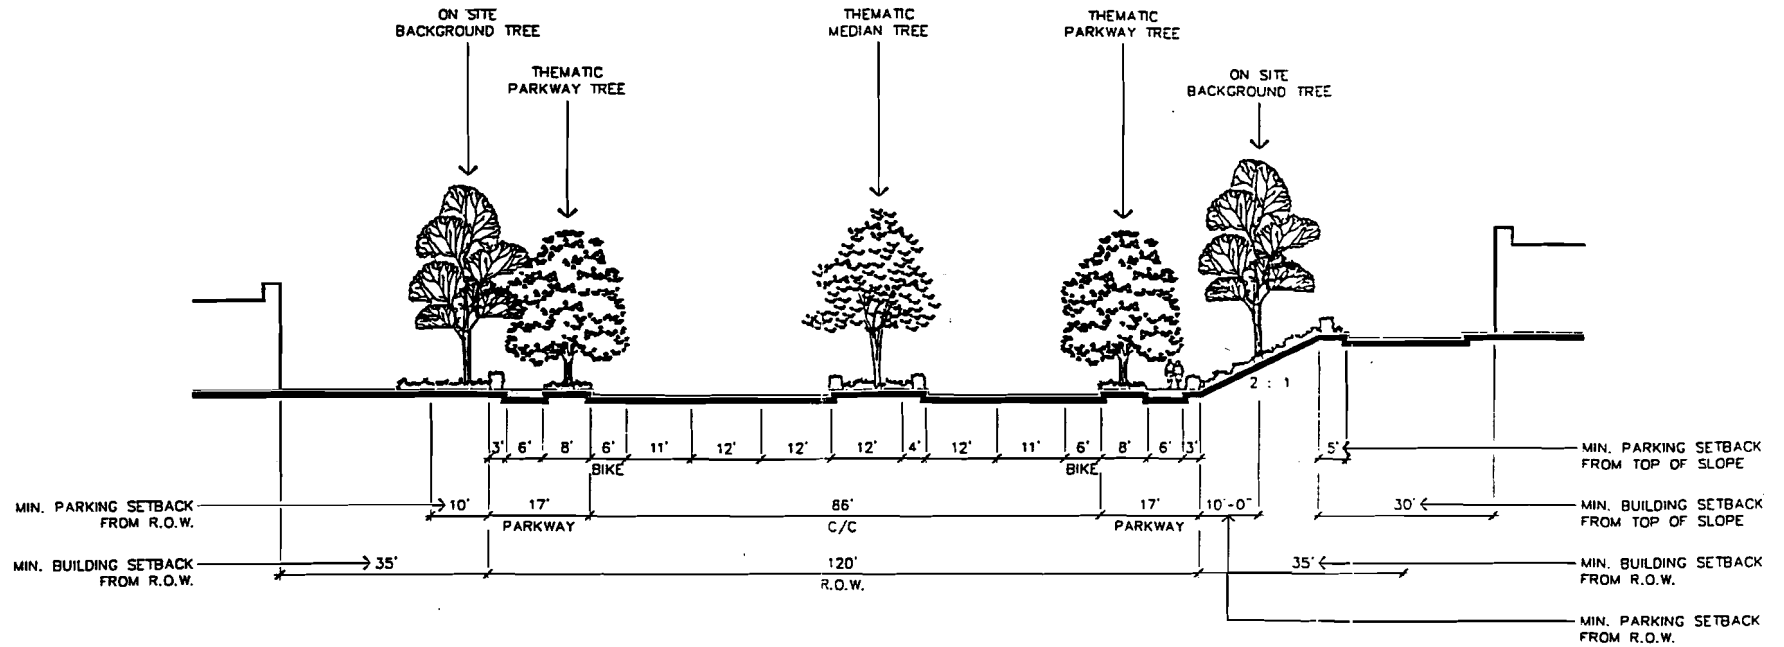 ON SITE
BACKGROUND TREE
THEMATIC
MEDIAN TREE
THEMATIC
PARKWAY TREE
THEMATIC
PARKWAY TREE
ON SITE
BACKGROUND TREE
2 : 1
3' 6' 8' 6' 11' 12' 12' 12' 4' 12' 11' 6' 8' 6' 3' 5'
BIKE BIKE
MIN. PARKING SETBACK
FROM TOP OF SLOPE
MIN. PARKING SETBACK
FROM R.O.W.
10' 17' 86' 17' 10'-0" 30'
PARKWAY C/C PARKWAY
MIN. BUILDING SETBACK
FROM TOP OF SLOPE
MIN. BUILDING SETBACK
FROM R.O.W.
35' 120' 35'
R.O.W.
MIN. BUILDING SETBACK
FROM R.O.W.
MIN. PARKING SETBACK
FROM R.O.W.